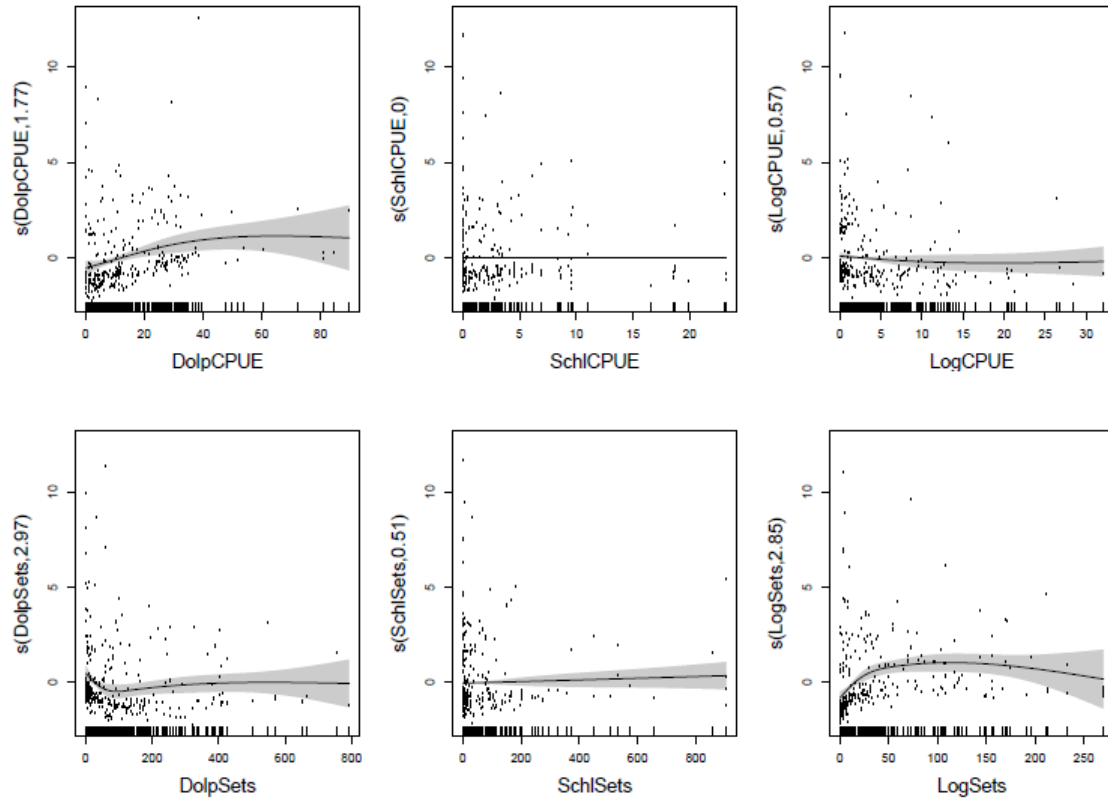 s(DolpCPUE,1.77)
10
5
0
0 20 40 60 80
DolpCPUE
s(SchlCPUE,0)
10
5
0
0 5 10 15 20
SchlCPUE
s(LogCPUE,0.57)
10
5
0
0 5 10 15 20 25 30
LogCPUE
s(DolpSets,2.97)
10
5
0
0 200 400 600 800
DolpSets
s(SchlSets,0.51)
10
5
0
0 200 400 600 800
SchlSets
s(LogSets,2.85)
10
5
0
0 50 100 150 200 250
LogSets